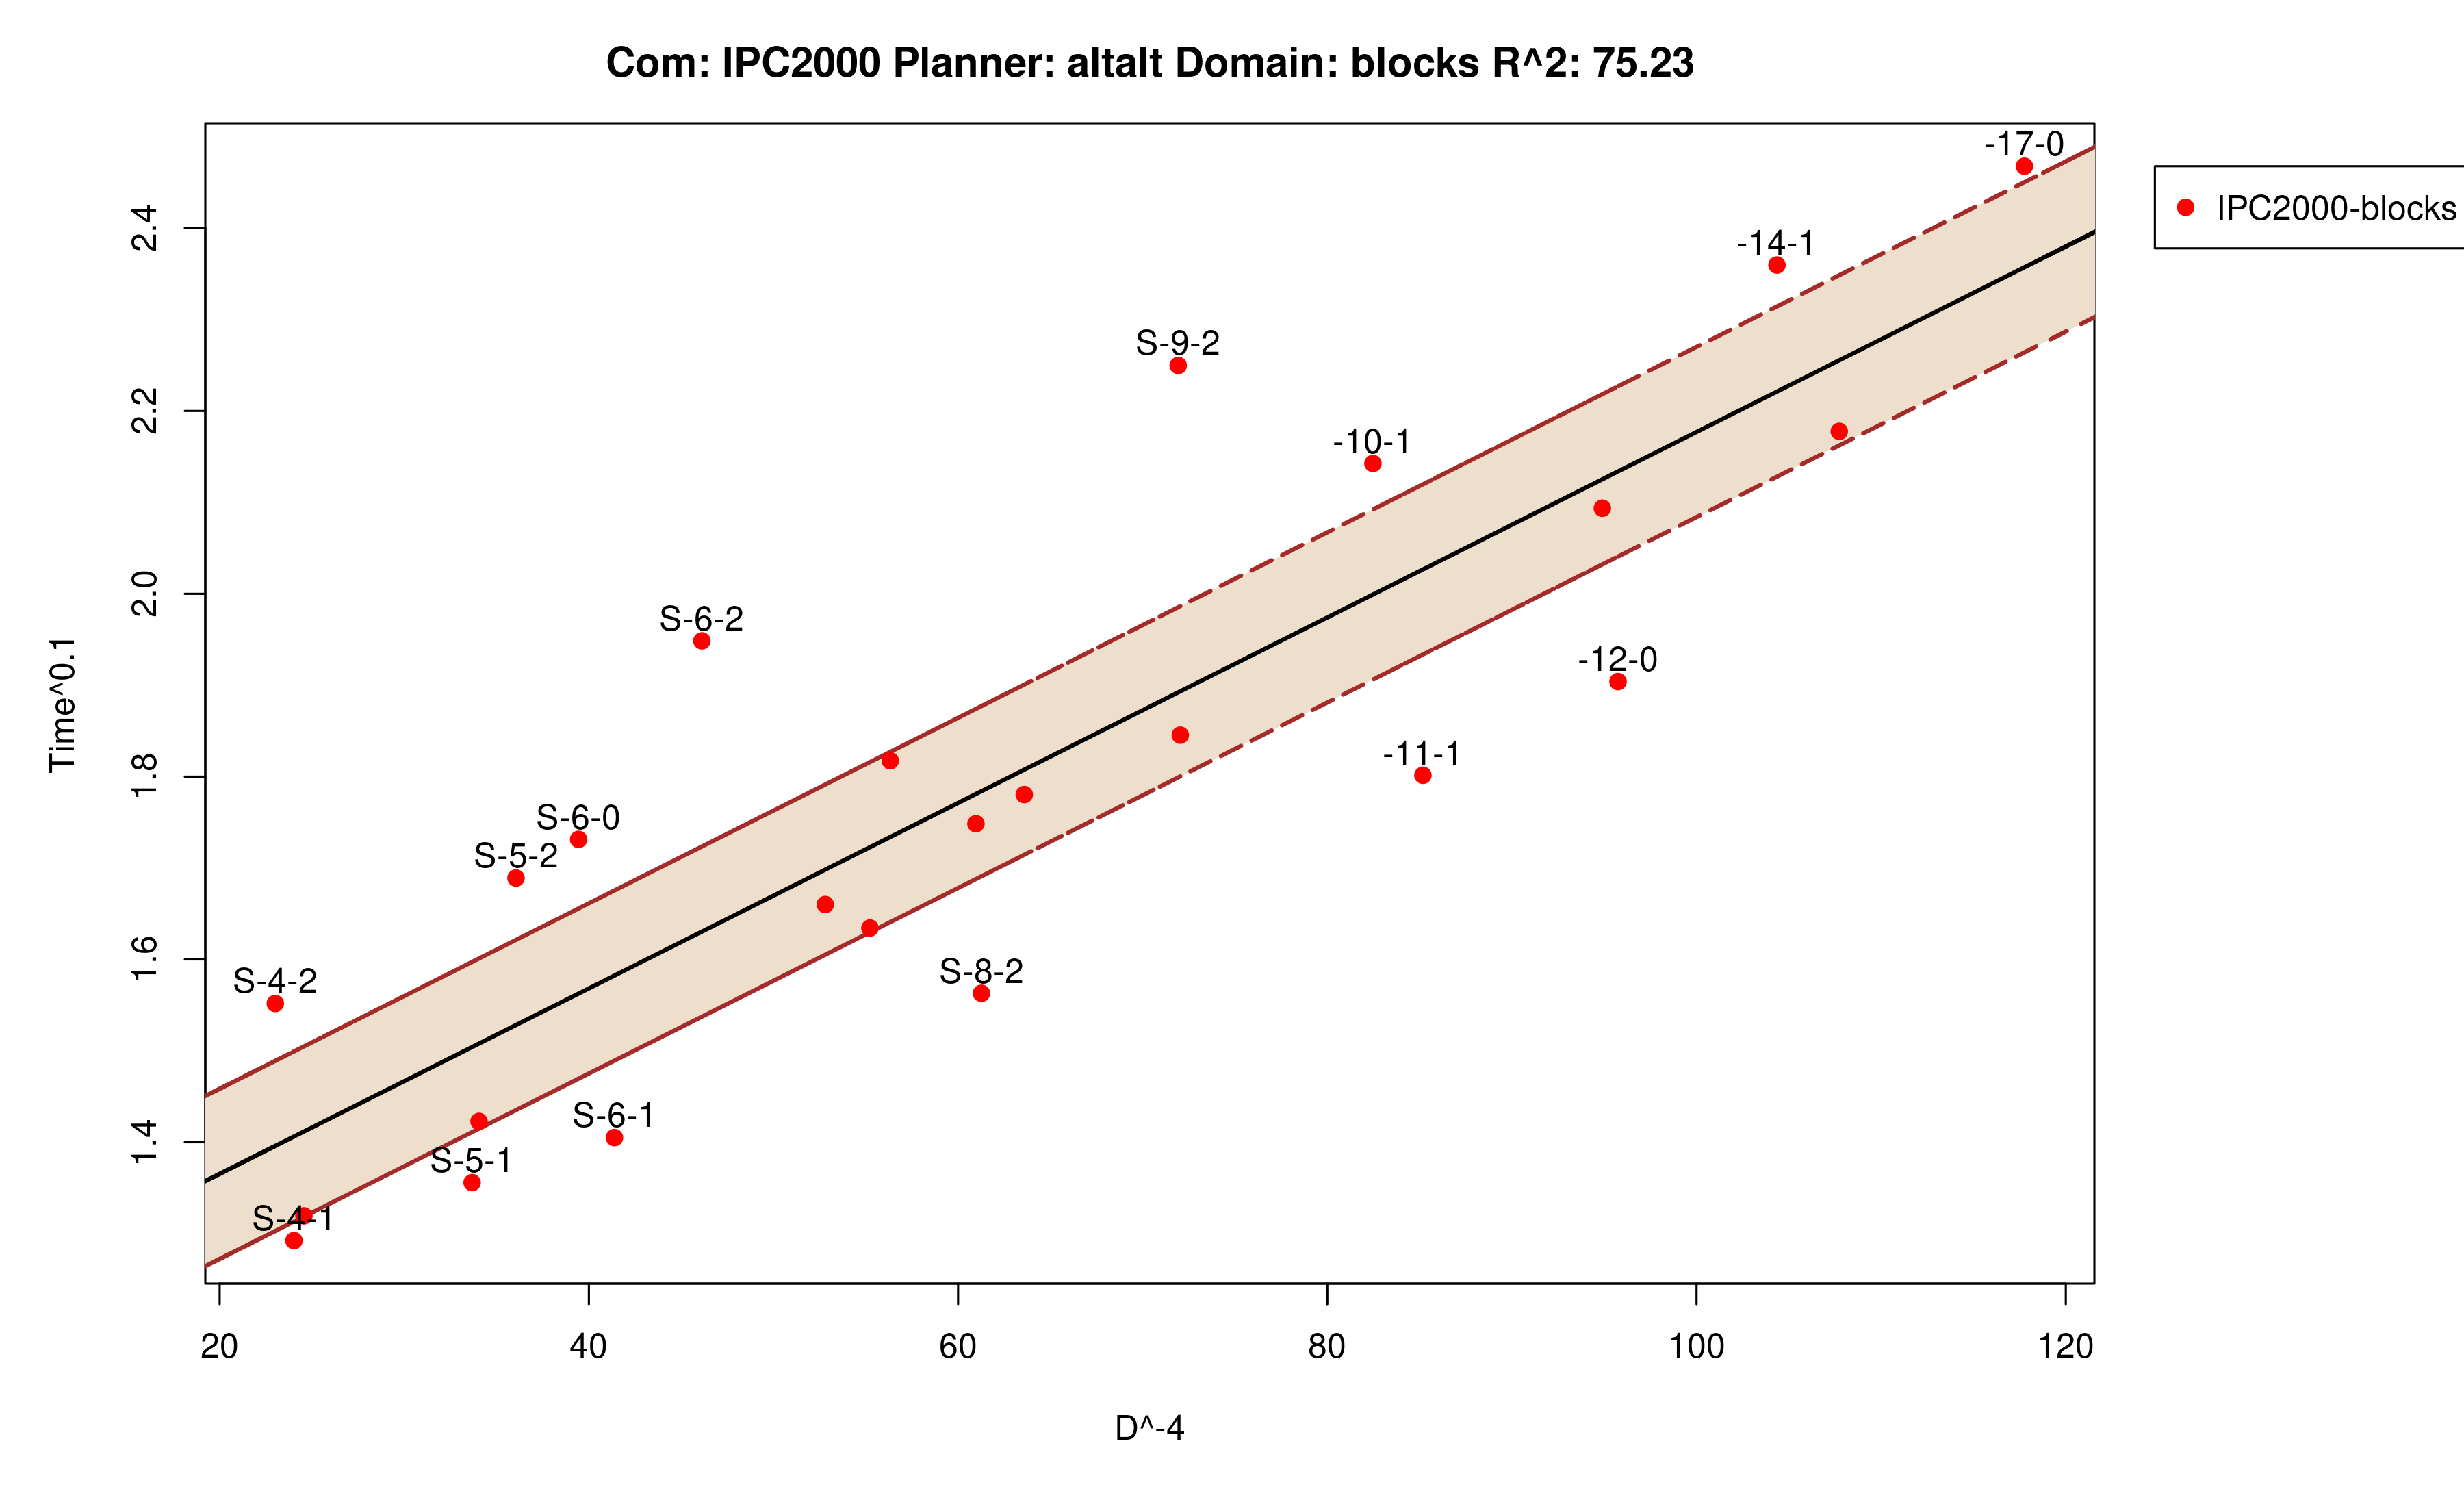 Com: IPC2000 Planner: altalt Domain: blocks R^2: 75.23
-17-0
IPC2000-blocks
2.4
-14-1
S-9-2
2.2
-10-1
2.0
S-6-2
-12-0
Time^0.1
-11-1
1.8
S-6-0
S-5-2
1.6
S-4-2
S-8-2
1.4
S-6-1
S-5-1
S-4-1
20 40 60 80 100 120
D^-4